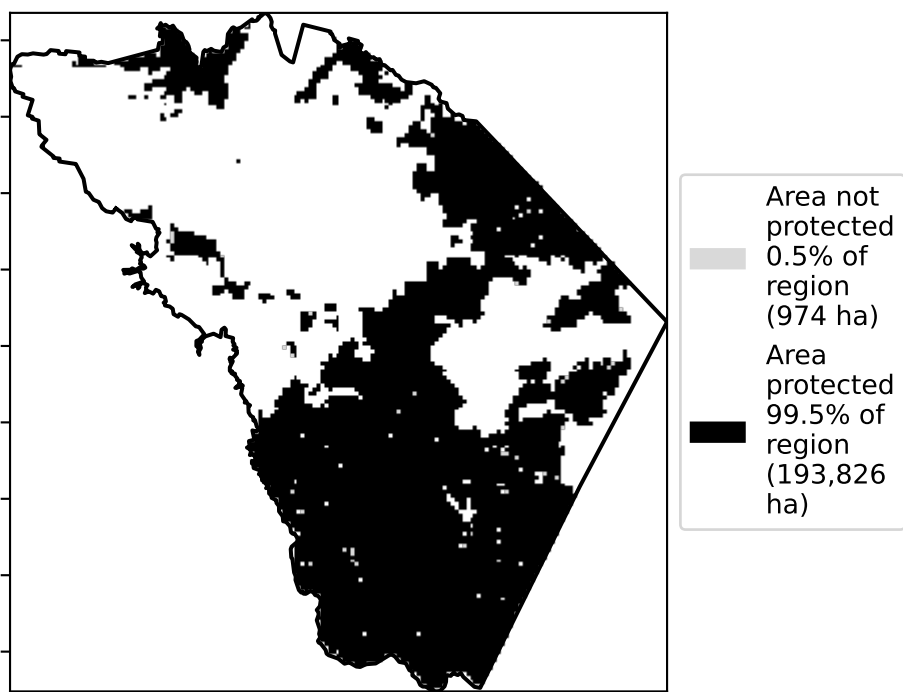 Area not
protected
0.5% of
region
(974 ha)
Area
protected
99.5% of
region
(193,826
ha)